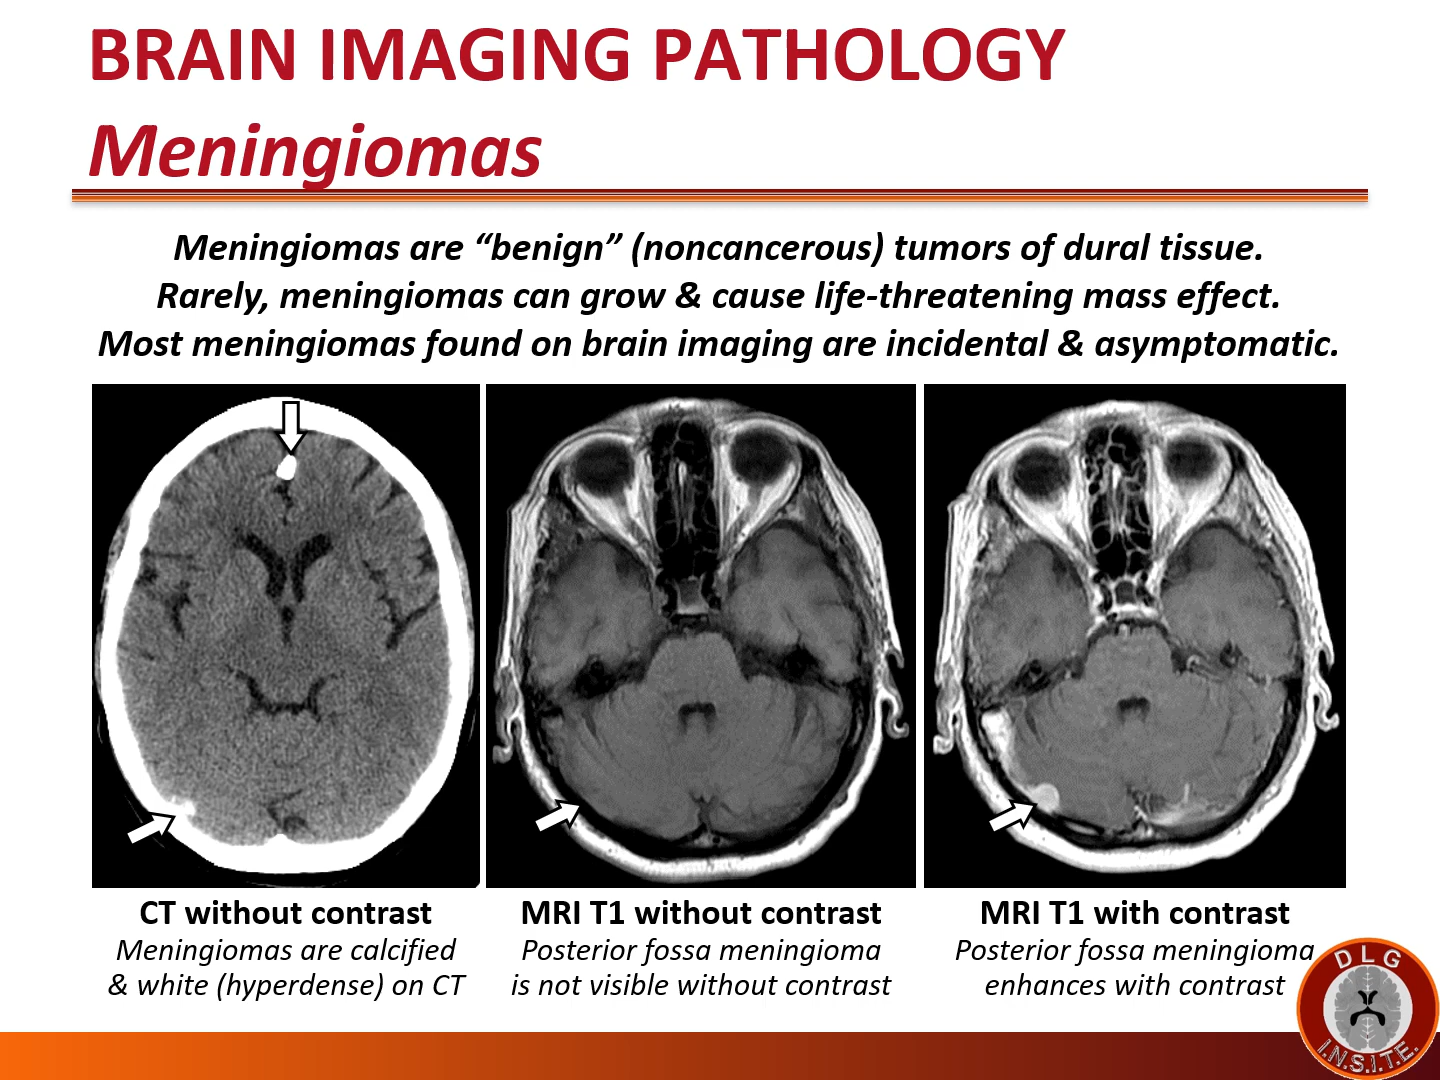 BRAIN IMAGING PATHOLOGY
Meningiomas
Meningiomas are “benign” (noncancerous) tumors of dural tissue.
Rarely, meningiomas can grow & cause life-threatening mass effect.
Most meningiomas found on brain imaging are incidental & asymptomatic.
CT without contrast
Meningiomas are calcified
& white (hyperdense) on CT
MRI T1 without contrast
Posterior fossa meningioma
is not visible without contrast
MRI T1 with contrast
Posterior fossa meningioma
enhances with contrast
DLG
I.N.S.I.T.E.